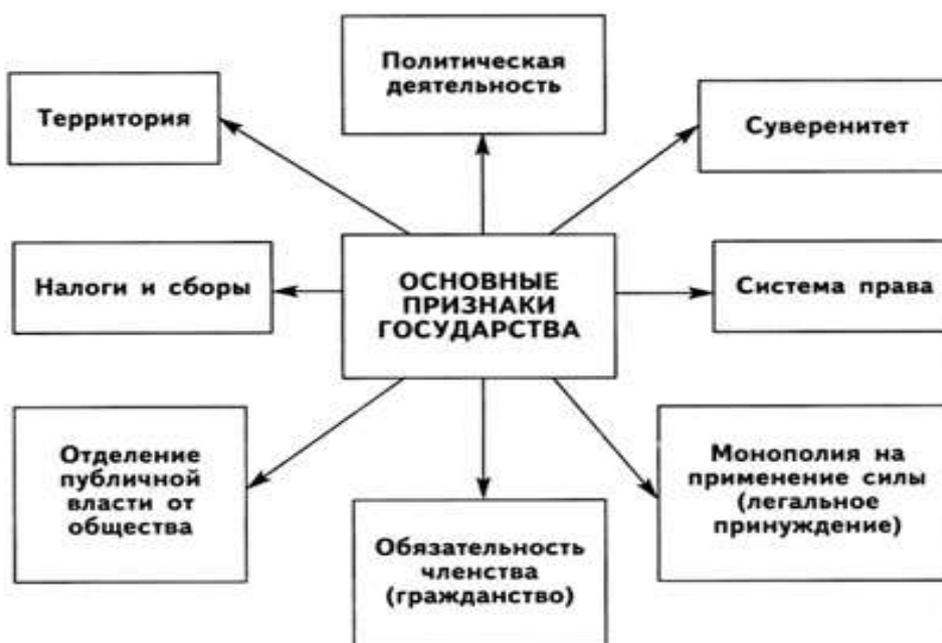 Политическая
деятельность
Территория
Суверенитет
Налоги и сборы
ОСНОВНЫЕ
ПРИЗНАКИ
ГОСУДАРСТВА
Система права
Отделение
публичной
власти от
общества
Обязательность
членства
(гражданство)
Монополия на
применение силы
(легальное
принуждение)